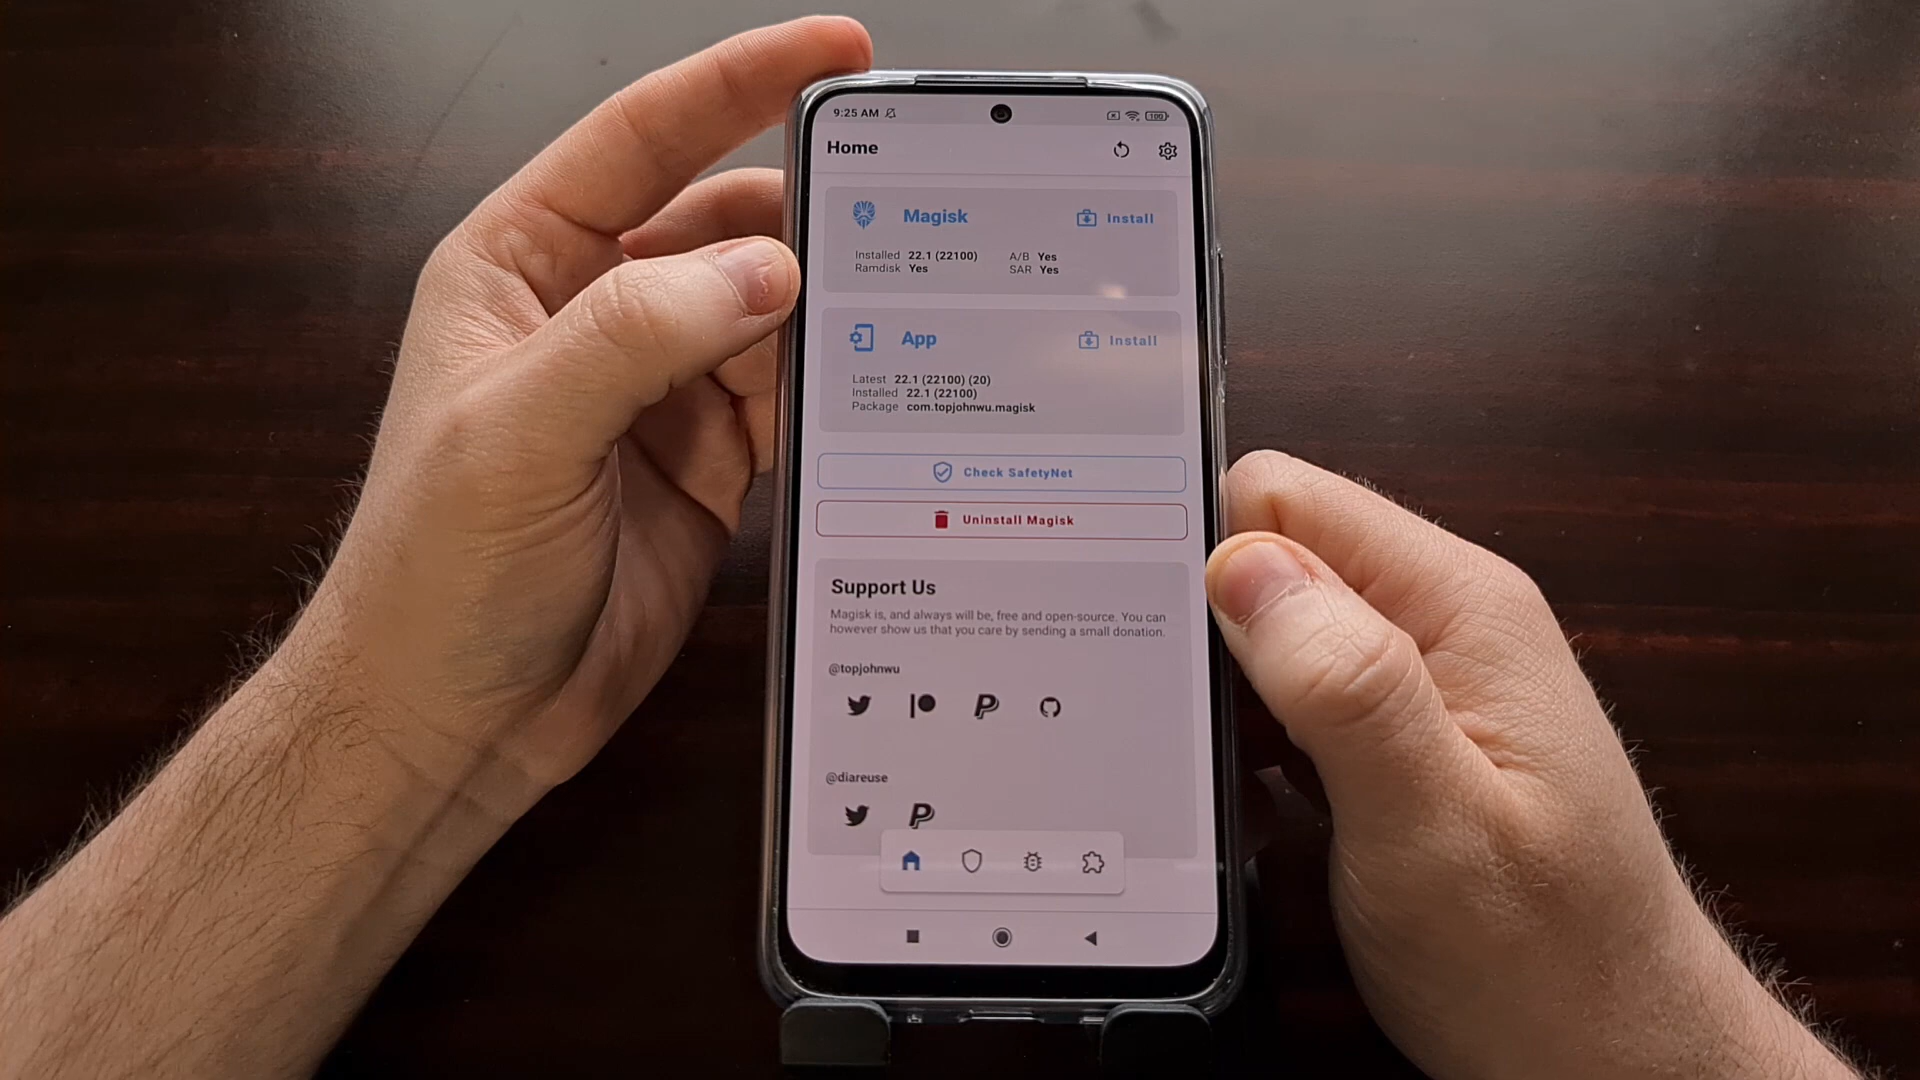 9:25 AM
100
Home
Magisk
Install
Installed 22.1 (22100)
A/B Yes
Ramdisk Yes
SAR Yes
App
Install
Latest 22.1 (22100) (20)
Installed 22.1 (22100)
Package com.topjohnwu.magisk
Check SafetyNet
Uninstall Magisk
Support Us
Magisk is, and always will be, free and open-source. You can
however show us that you care by sending a small donation.
@topjohnwu
@diareuse